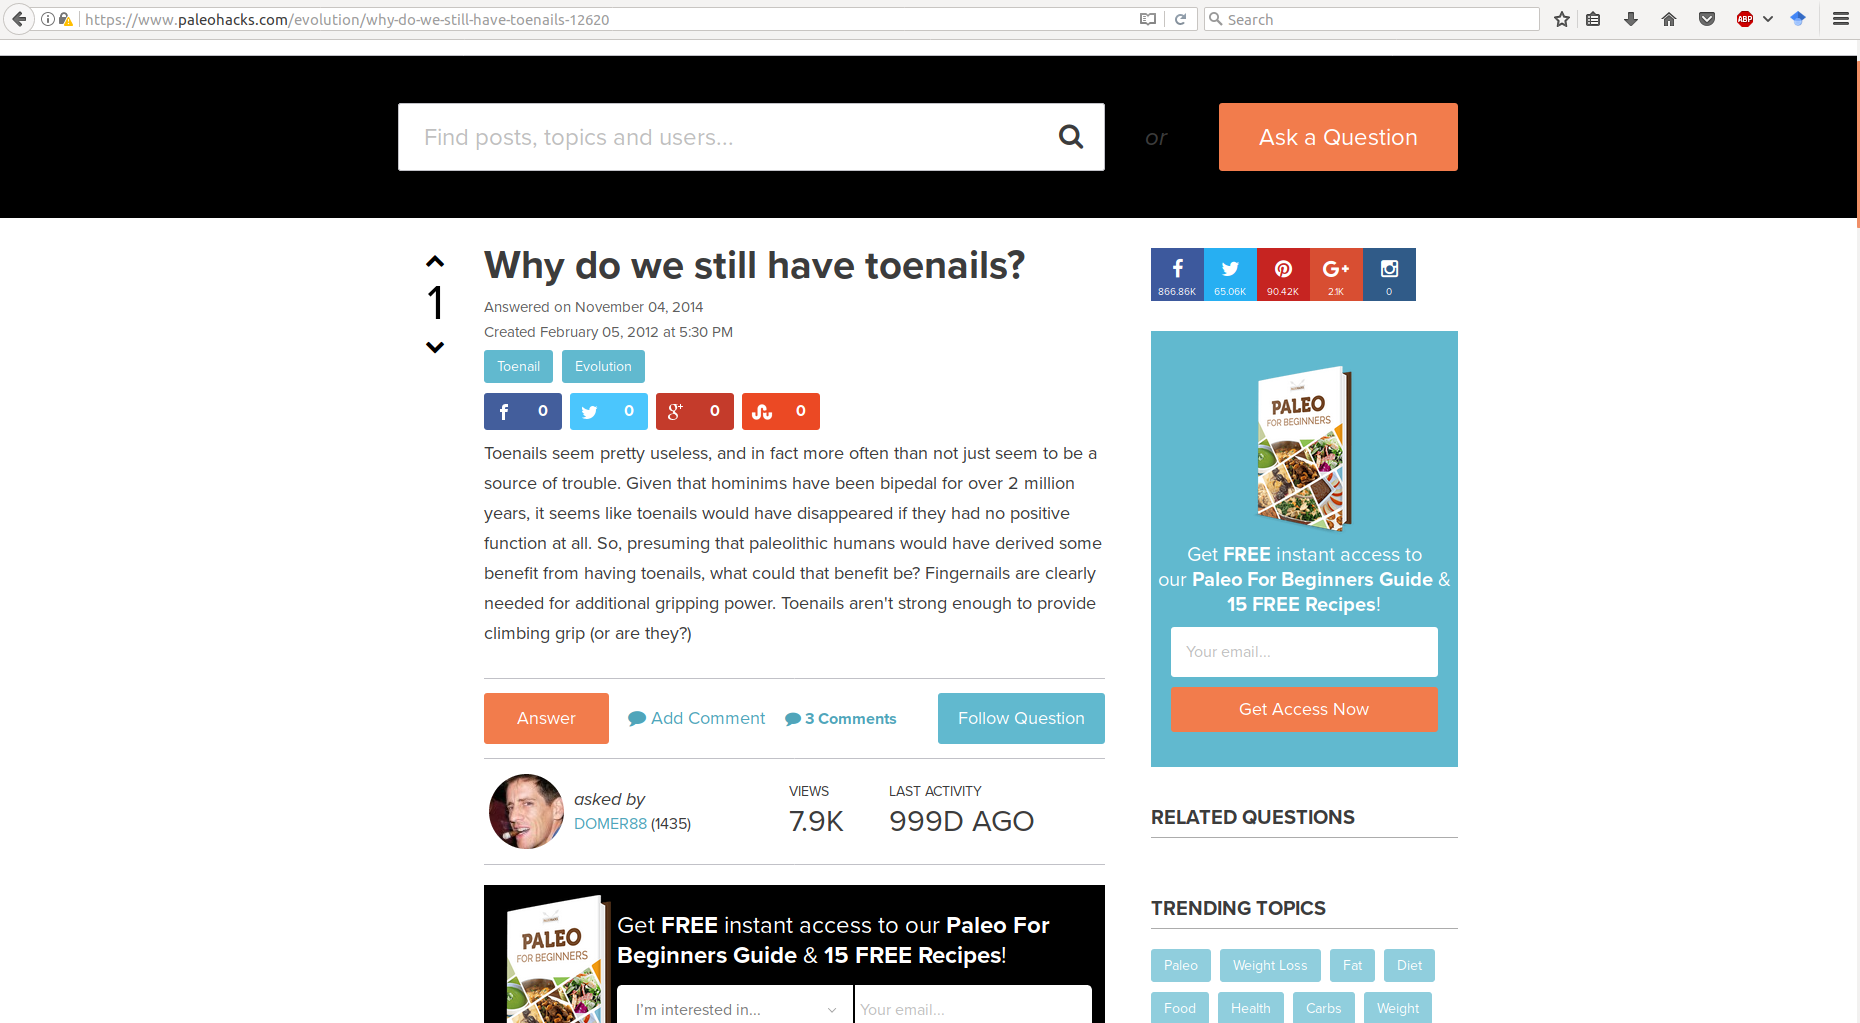 https://www.paleohacks.com/evolution/why-do-we-still-have-toenails-12620
Search
ABP
Find posts, topics and users...
or
Ask a Question
1
Why do we still have toenails?
Answered on November 04, 2014
Created February 05, 2012 at 5:30 PM
Toenail
Evolution
0
0
0
0
Toenails seem pretty useless, and in fact more often than not just seem to be a
source of trouble. Given that hominims have been bipedal for over 2 million
years, it seems like toenails would have disappeared if they had no positive
function at all. So, presuming that paleolithic humans would have derived some
benefit from having toenails, what could that benefit be? Fingernails are clearly
needed for additional gripping power. Toenails aren't strong enough to provide
climbing grip (or are they?)
Answer
Add Comment
3 Comments
Follow Question
asked by
DOMER88 (1435)
VIEWS
7.9K
LAST ACTIVITY
999D AGO
PALEO
FOR BEGINNERS
Get FREE instant access to our Paleo For
Beginners Guide & 15 FREE Recipes!
I'm interested in...
Your email...
866.86K
65.06K
90.42K
G+
2.1K
0
PALEO
FOR BEGINNERS
Get FREE instant access to
our Paleo For Beginners Guide &
15 FREE Recipes!
Your email...
Get Access Now
RELATED QUESTIONS
TRENDING TOPICS
Paleo
Weight Loss
Fat
Diet
Food
Health
Carbs
Weight